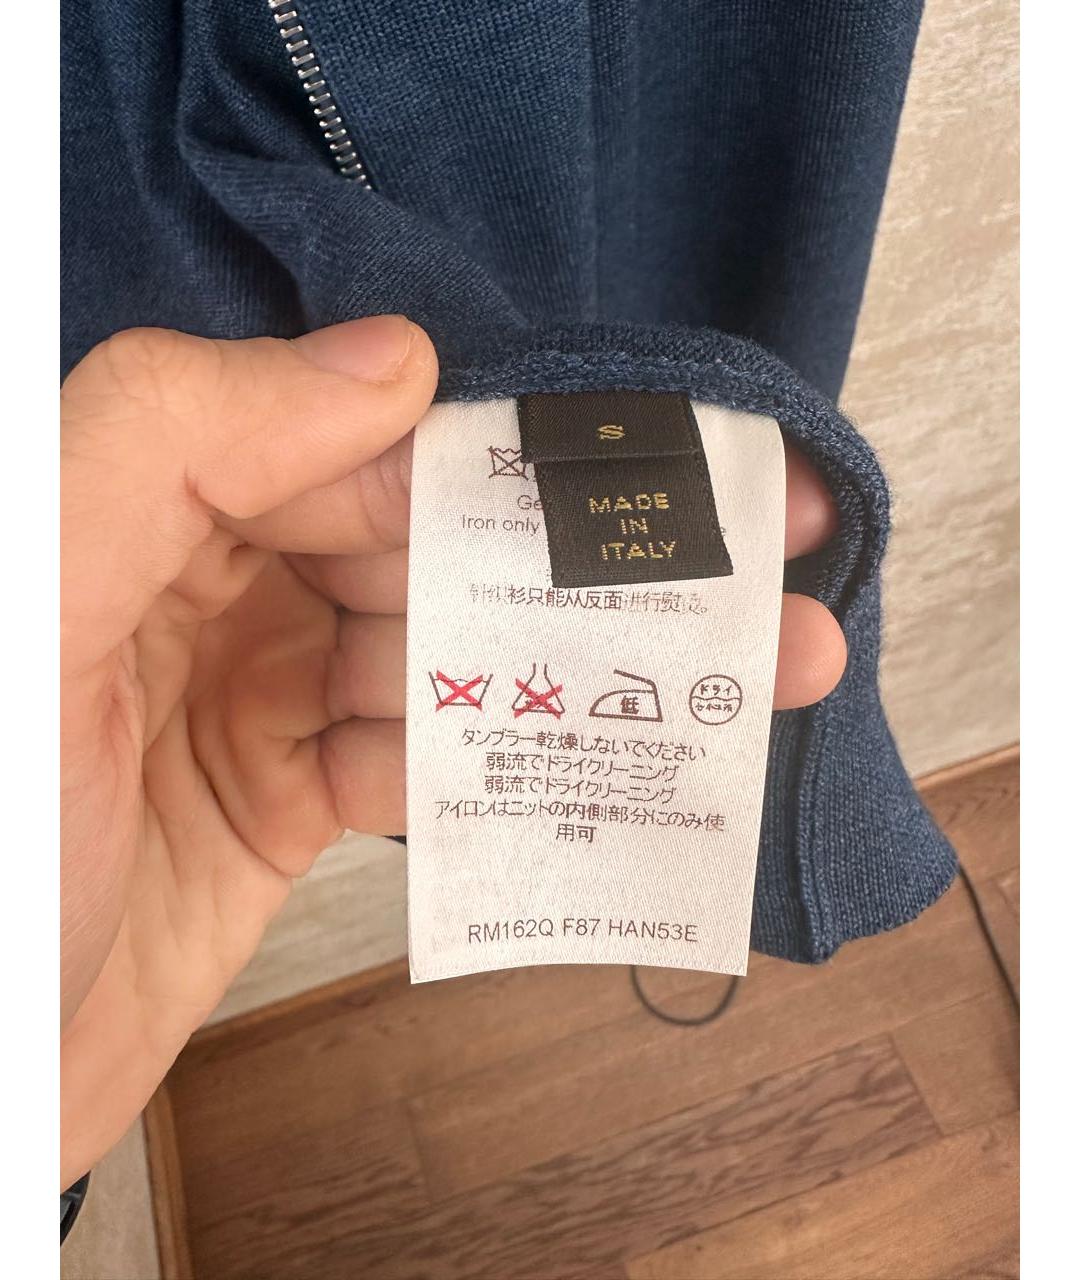 S
MADE
IN
ITALY
Iron only
针织衫只能从反面进行熨烫。
低
ドライ
タンブラー乾燥しないでください
弱流でドライクリーニング
弱流でドライクリーニング
アイロンはニットの内側部分にのみ使
用可
RM162Q F87 HAN53E